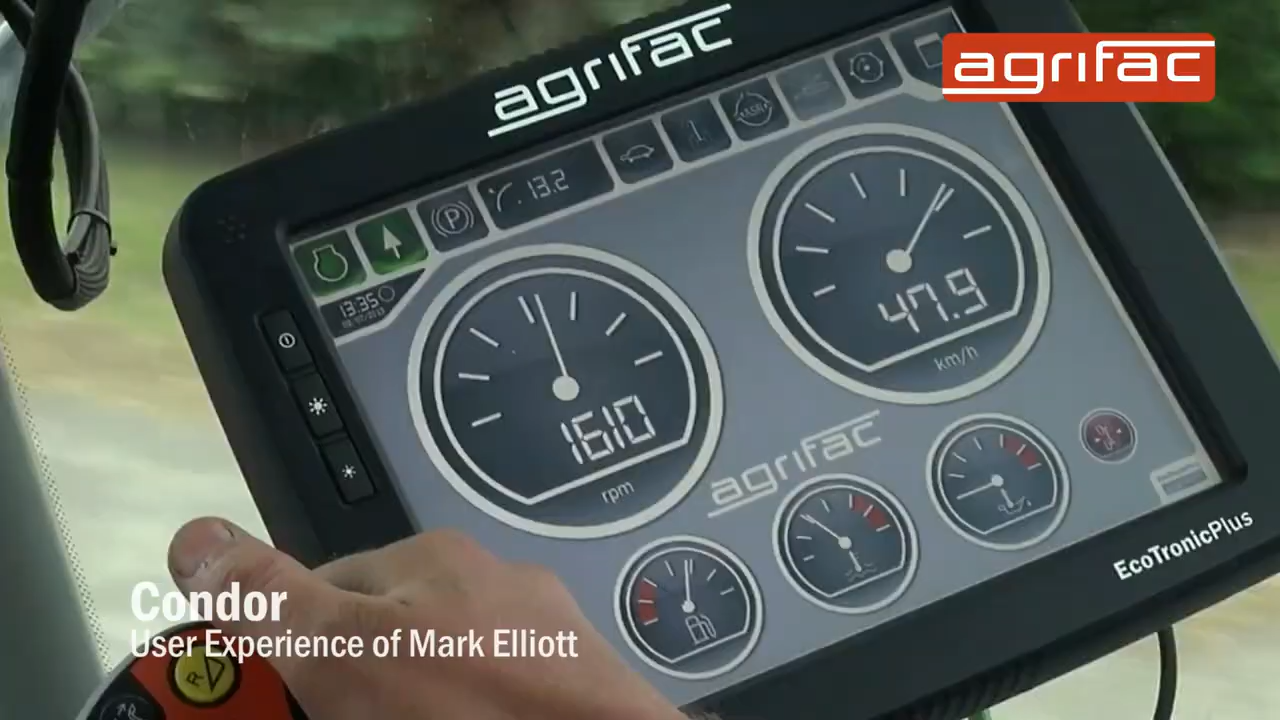 agrifac
agrifac
13.2
P
ASR
13:35
47.9
km/h
1610
rpm
agrifac
EcoTronicPlus
Condor
User Experience of Mark Elliott
R